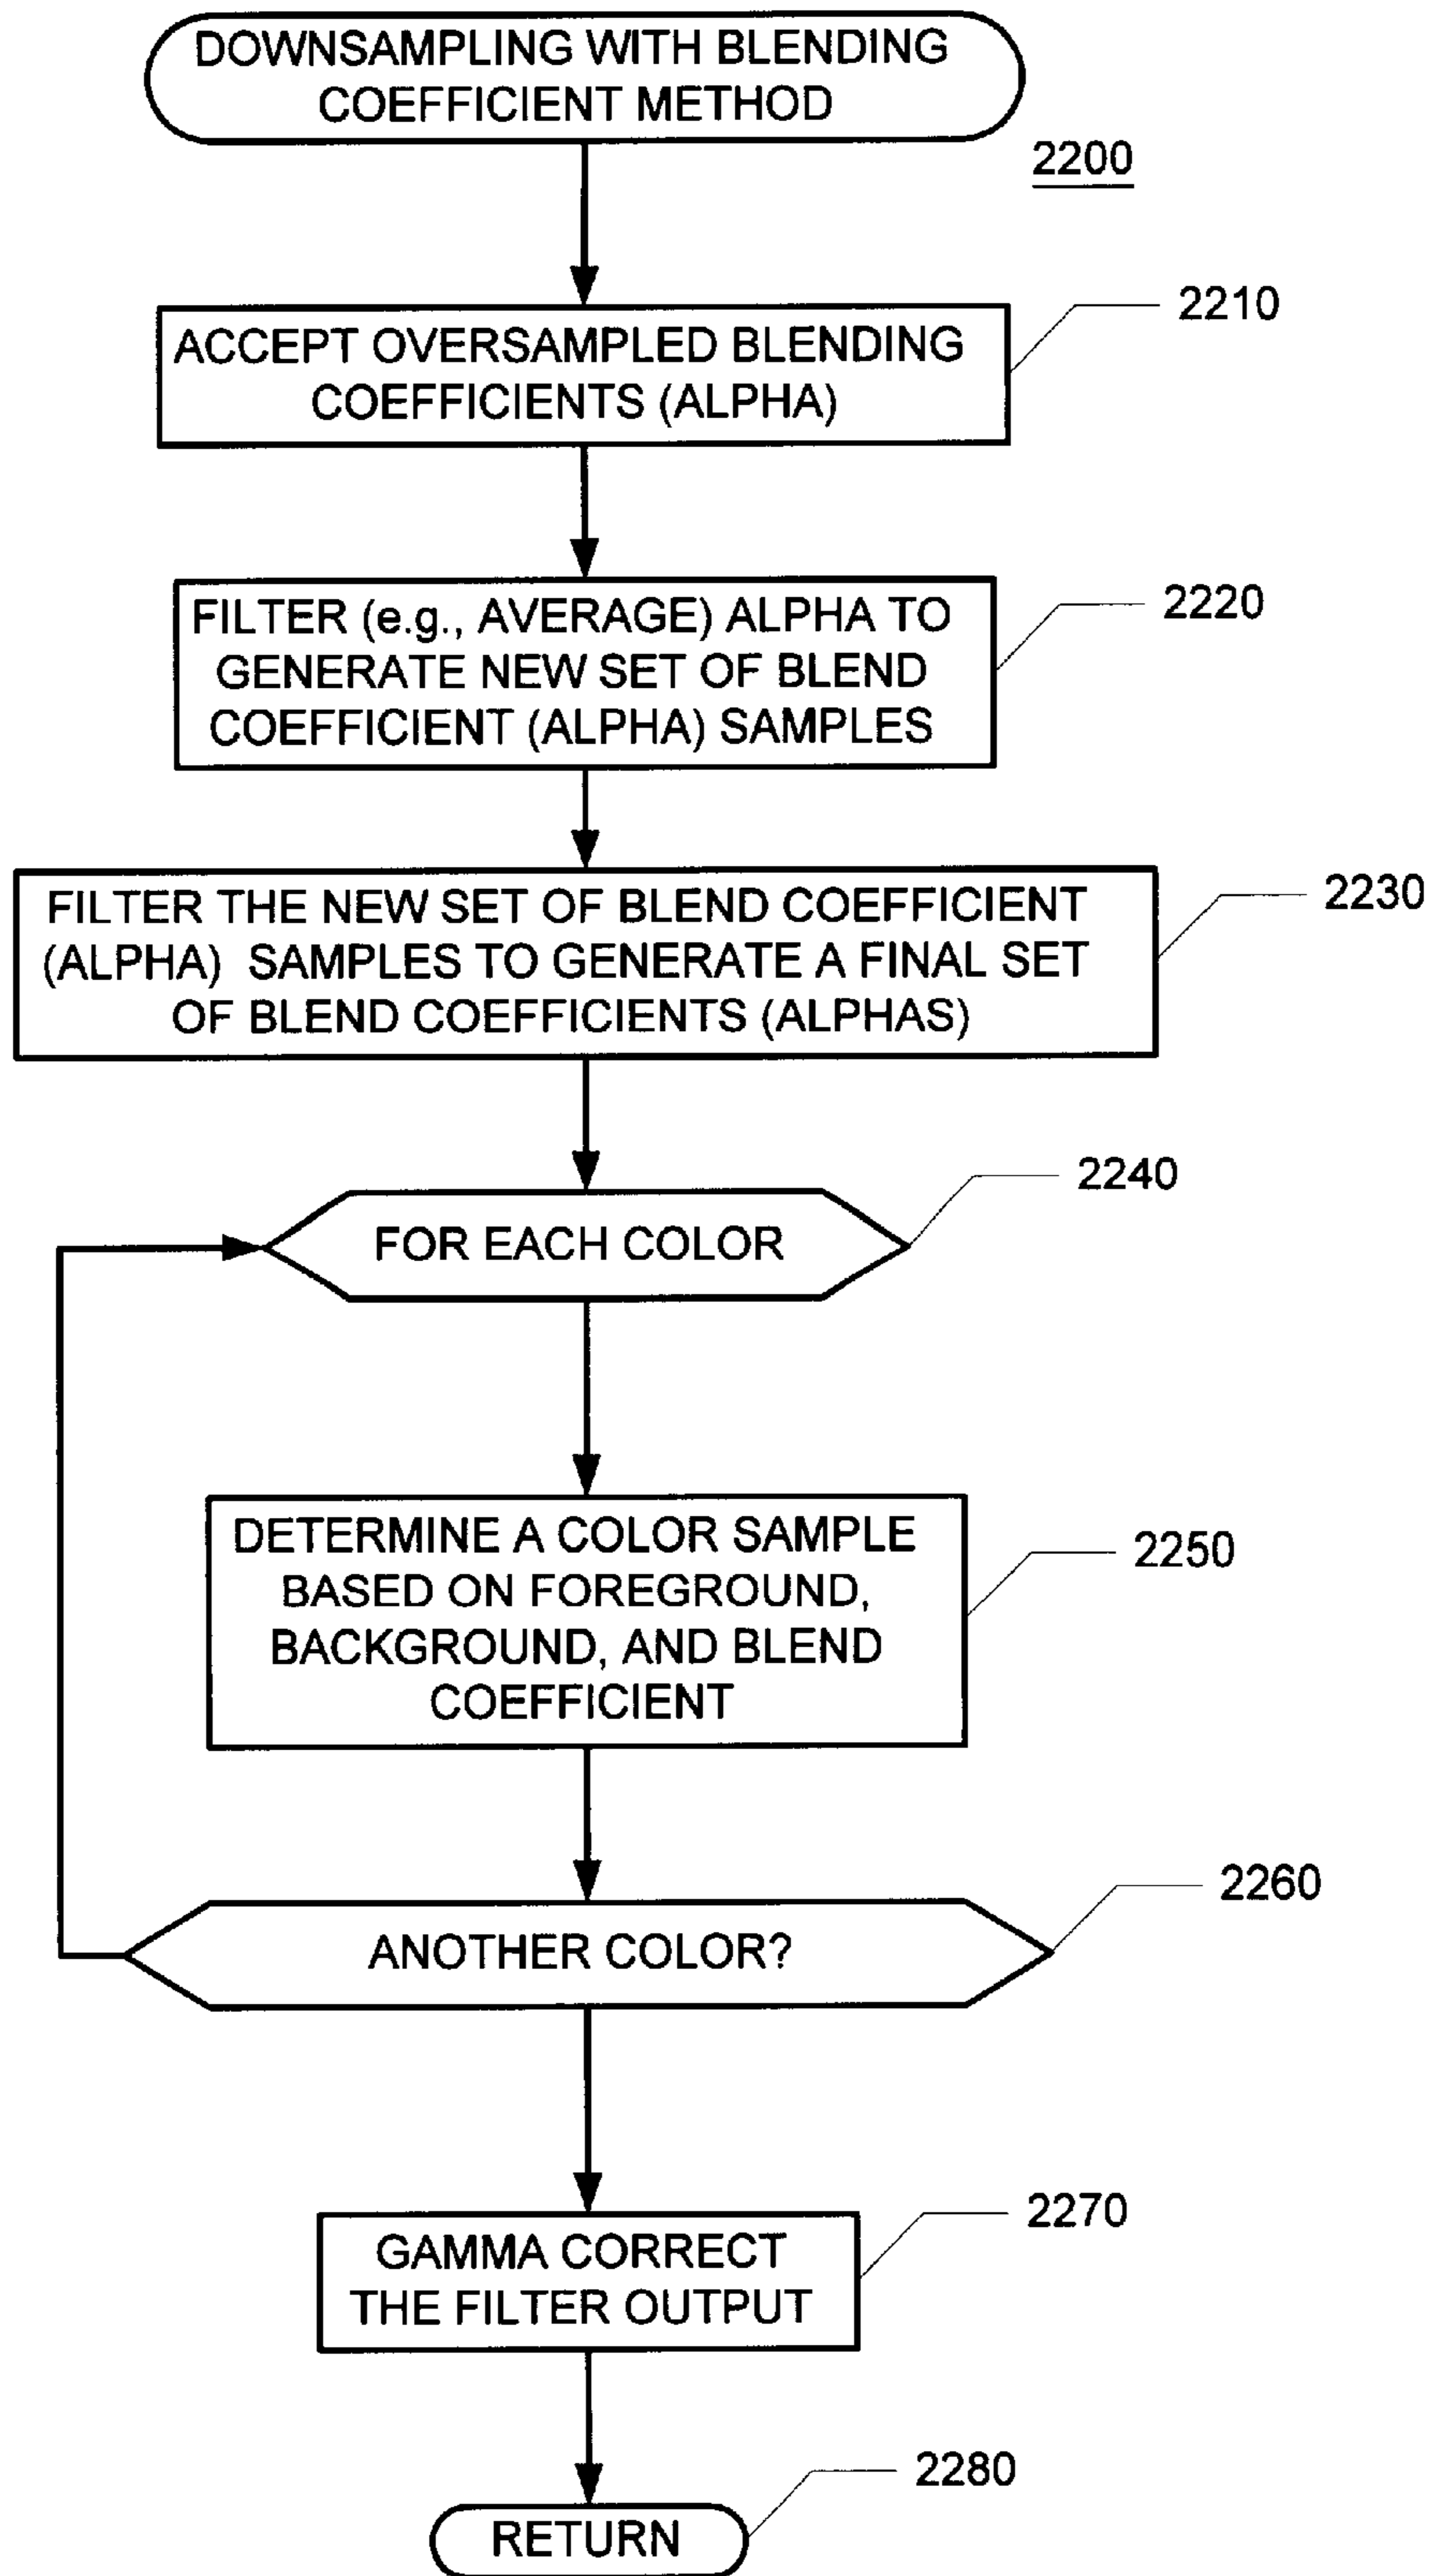 DOWNSAMPLING WITH BLENDING
COEFFICIENT METHOD
2200
ACCEPT OVERSAMPLED BLENDING
COEFFICIENTS (ALPHA)
2210
FILTER (e.g., AVERAGE) ALPHA TO
GENERATE NEW SET OF BLEND
COEFFICIENT (ALPHA) SAMPLES
2220
FILTER THE NEW SET OF BLEND COEFFICIENT
(ALPHA) SAMPLES TO GENERATE A FINAL SET
OF BLEND COEFFICIENTS (ALPHAS)
2230
FOR EACH COLOR
2240
DETERMINE A COLOR SAMPLE
BASED ON FOREGROUND,
BACKGROUND, AND BLEND
COEFFICIENT
2250
ANOTHER COLOR?
2260
GAMMA CORRECT
THE FILTER OUTPUT
2270
RETURN
2280